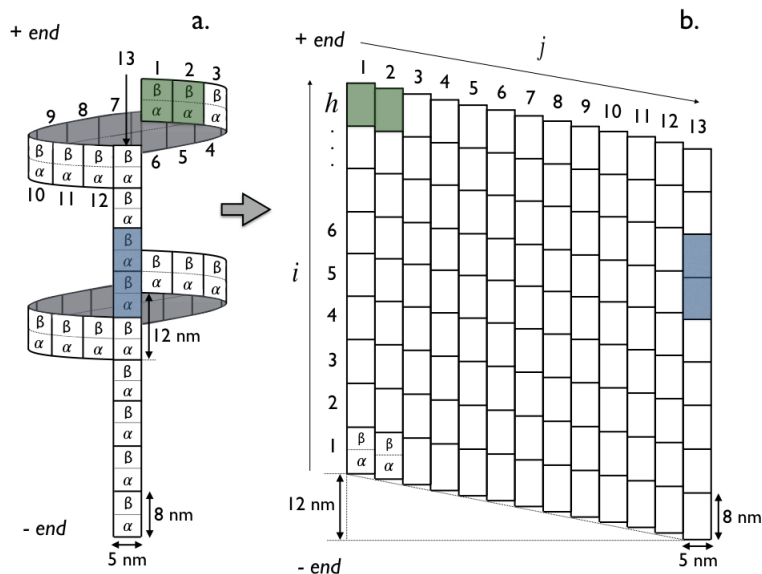 a.
+ end
13
1 2 3
β β β
α α α
9 8 7
6 5 4
β β β β
α α α α
10 11 12
β
α
β
α
β
α
β β β
α α α
12 nm
β β β β
α α α α
β
α
β
α
β
α
β
α
8 nm
- end
5 nm
b.
+ end
j
1 2 3 4 5 6 7 8 9 10 11 12 13
h
.
.
.
6
i
5
4
3
2
1
β β
α α
12 nm
8 nm
- end
5 nm